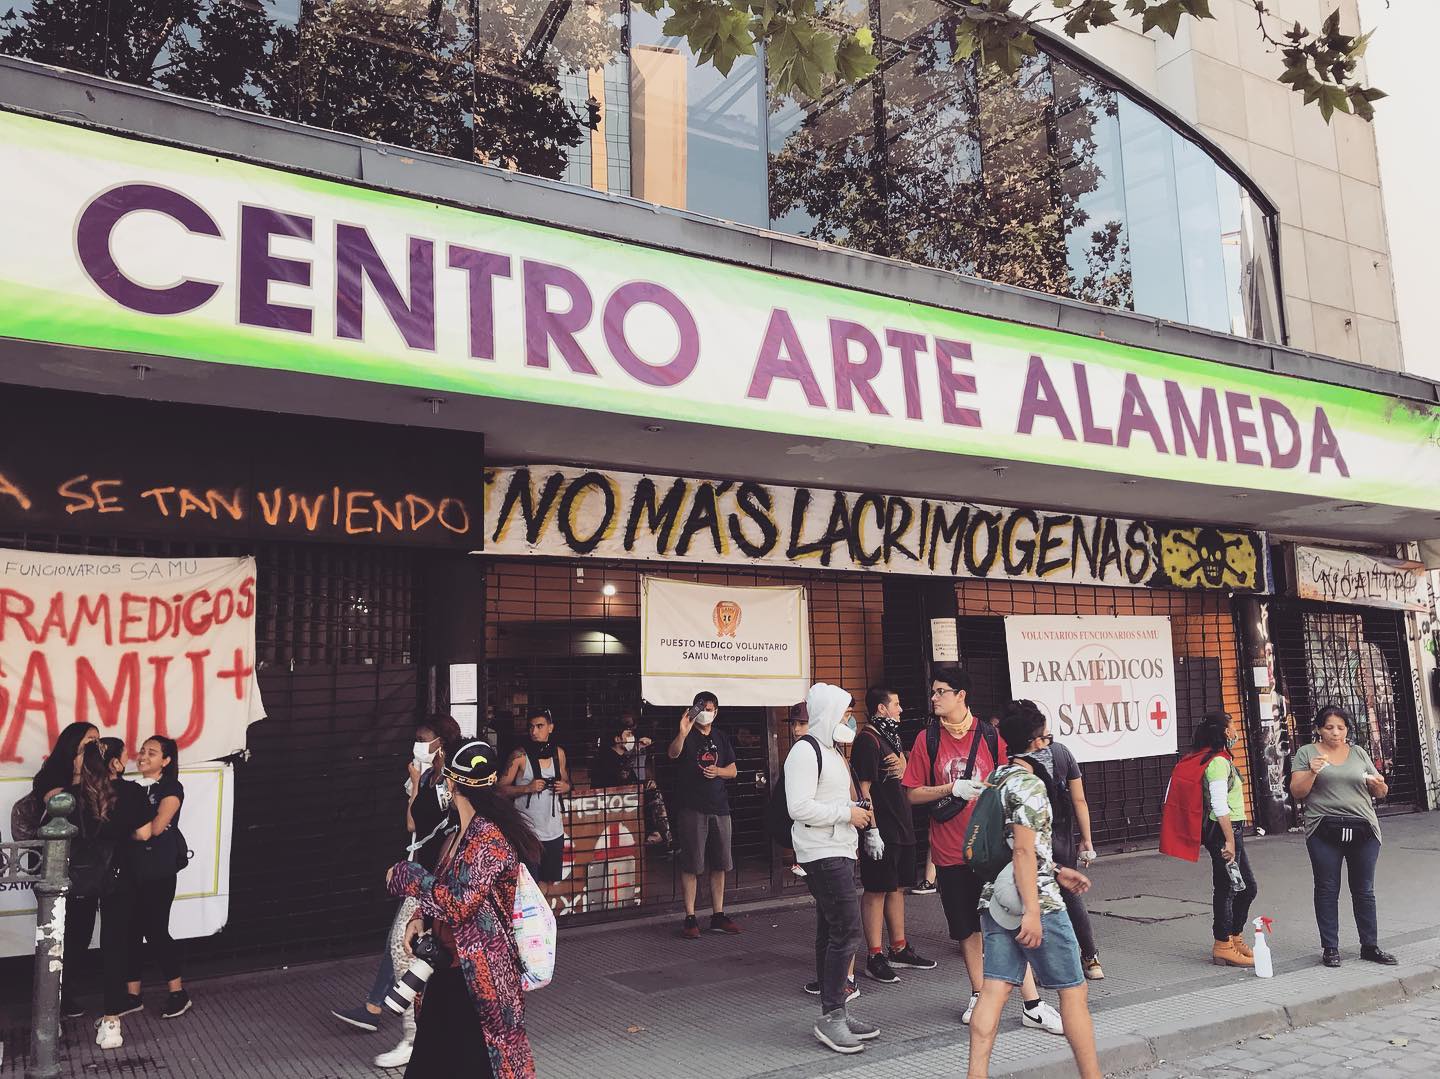 CENTRO ARTE ALAMEDA
A SE TAN VIVIENDO
NO MÁS LACRIMÓGENAS
FUNCIONARIOS SAMU
RAMEDICOS
SAMU+
PUESTO MEDICO VOLUNTARIO
SAMU Metropolitano
VOLUNTARIOS FUNCIONARIOS SAMU
PARAMÉDICOS
SAMU